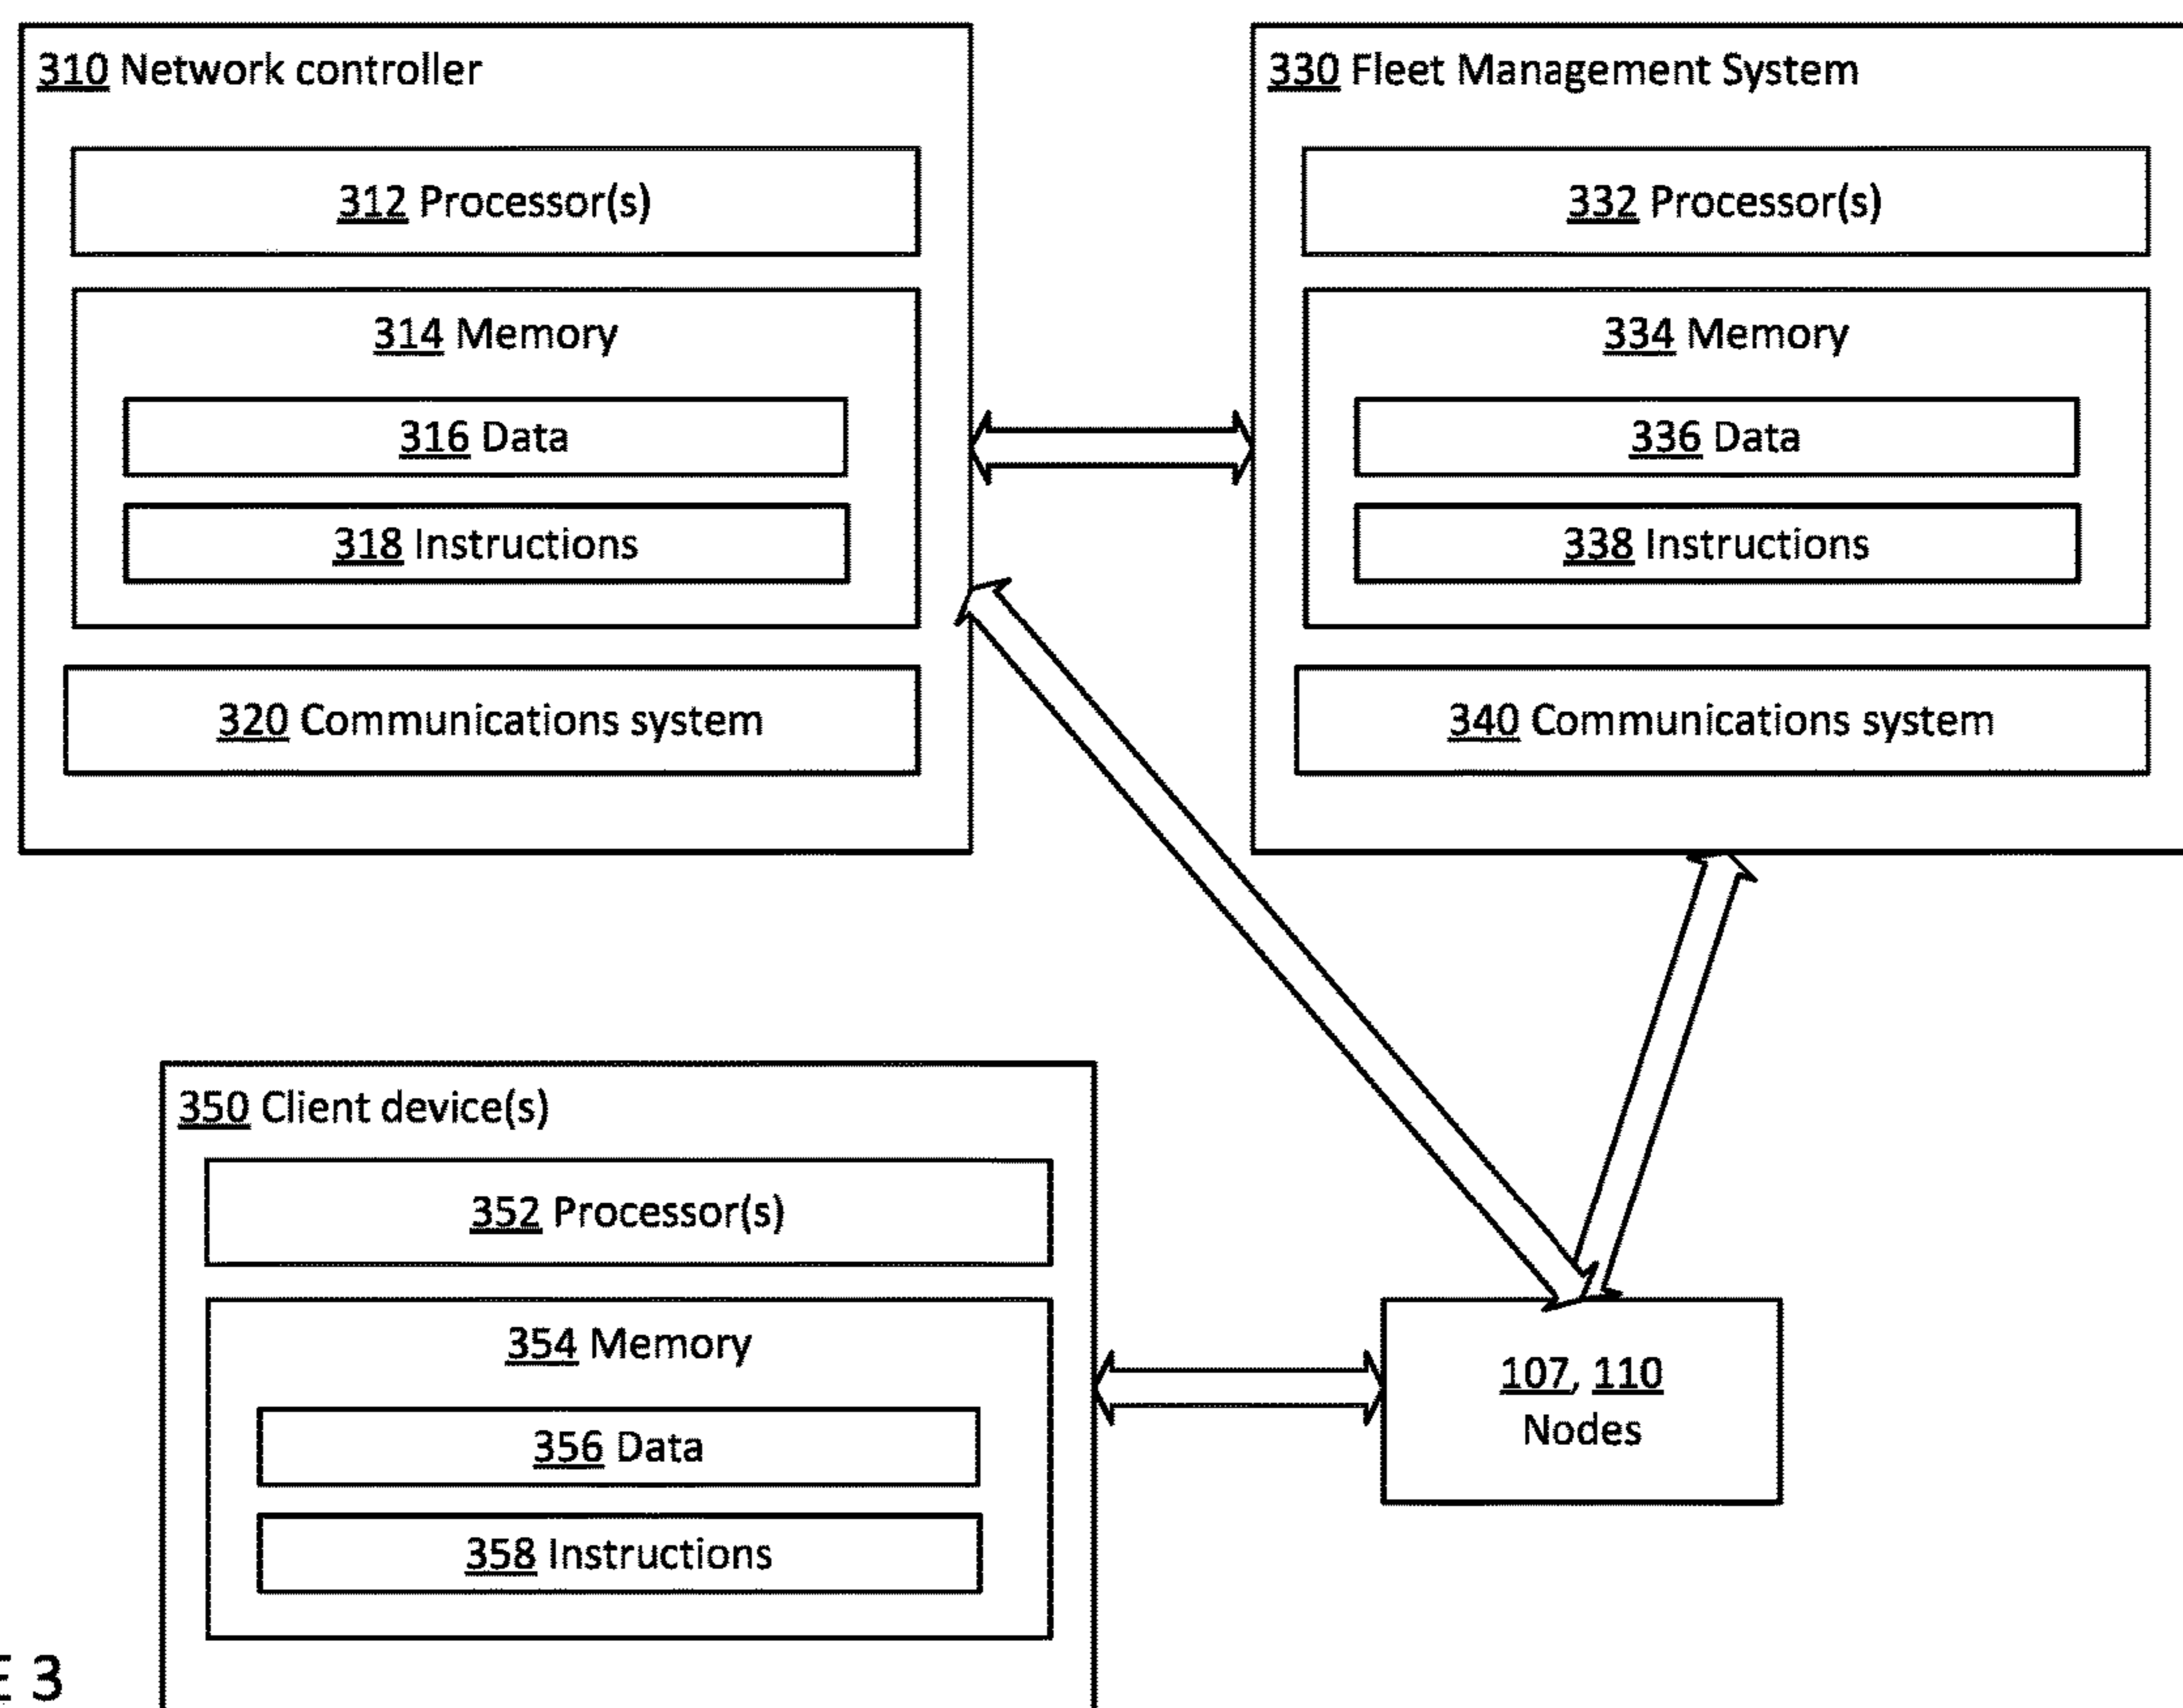 310 Network controller
312 Processor(s)
314 Memory
316 Data
318 Instructions
320 Communications system
330 Fleet Management System
332 Processor(s)
334 Memory
336 Data
338 Instructions
340 Communications system
350 Client device(s)
352 Processor(s)
354 Memory
356 Data
358 Instructions
107, 110
Nodes
E 3